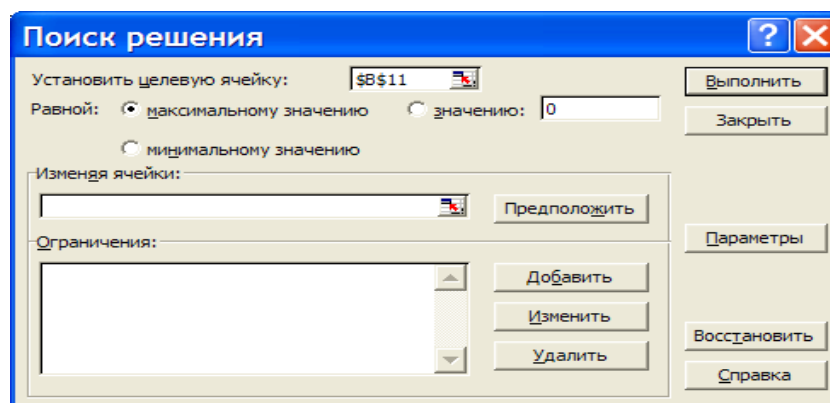 Поиск решения
Установить целевую ячейку: $B$11 Выполнить
Равной: максимальному значению значению: 0 Закрыть
минимальному значению
Изменяя ячейки:
Предположить
Ограничения: Параметры
Добавить
Изменить
Восстановить
Удалить
Справка